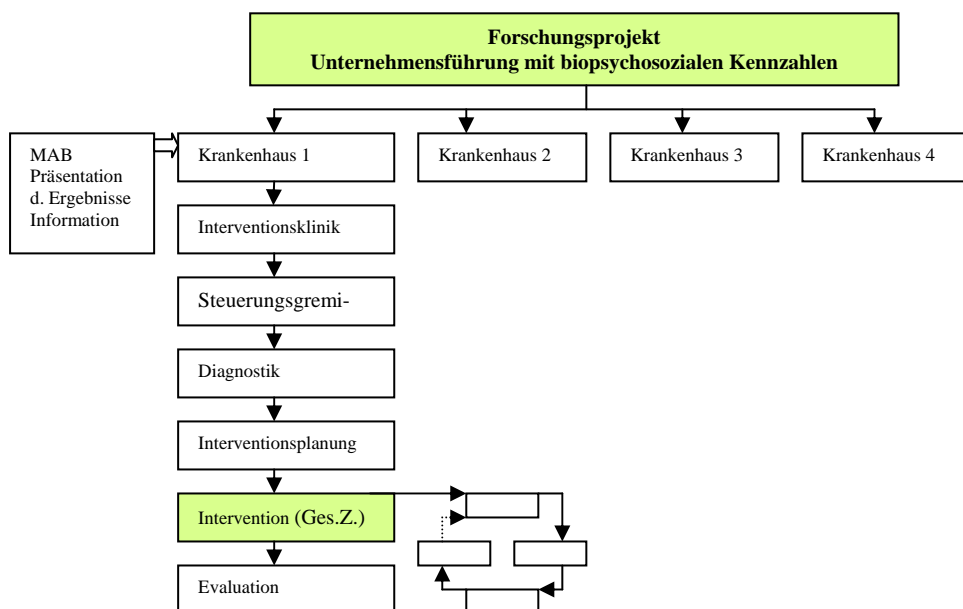 Forschungsprojekt
Unternehmensführung mit biopsychosozialen Kennzahlen
MAB
Präsentation
d. Ergebnisse
Information
Krankenhaus 1
Krankenhaus 2
Krankenhaus 3
Krankenhaus 4
Interventionsklinik
Steuerungsgremi-
Diagnostik
Interventionsplanung
Intervention (Ges.Z.)
Evaluation